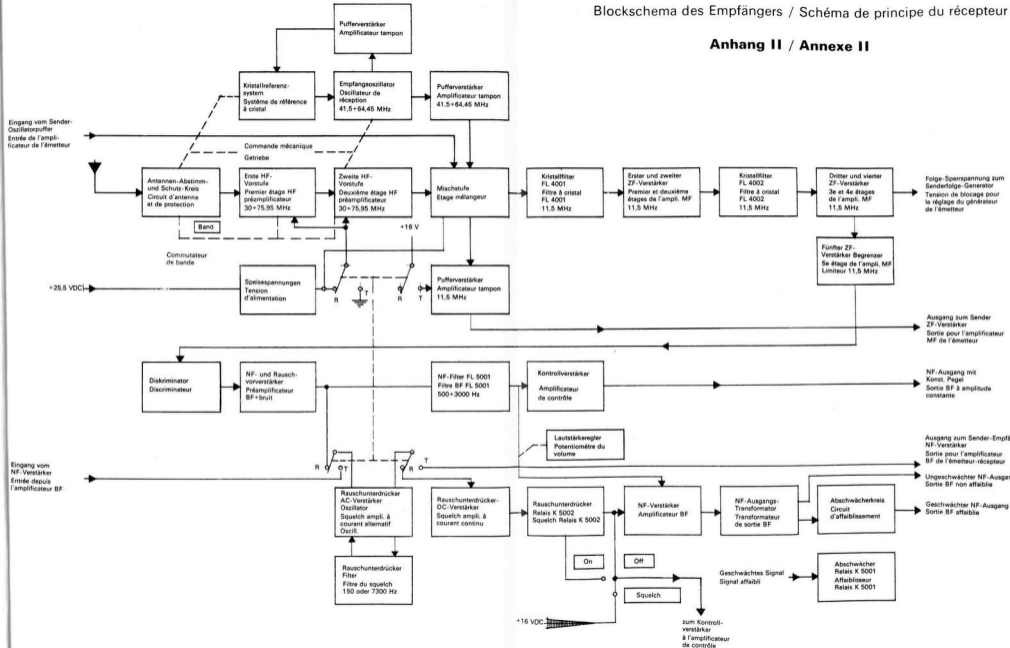 Blockschema des Empfängers / Schéma de principe du récepteur
Anhang II / Annexe II
Pufferverstärker
Amplificateur tampon
Kristallreferenz-
system
Système de référence
à cristal
Empfangsoszillator
Oscillateur de
réception
41,5÷64,45 MHz
Pufferverstärker
Amplificateur tampon
41,5÷64,45 MHz
Eingang vom Sender-
Oszillatorpuffer
Entrée de l'ampli-
ficateur de l'émetteur
Commande mécanique
Getriebe
Antennen-Abstimm-
und Schutz-Kreis
Circuit d'antenne
et de protection
Erste HF-
Vorstufe
Premier étage HF
préamplificateur
30÷75,95 MHz
Zweite HF-
Vorstufe
Deuxième étage HF
préamplificateur
30÷75,95 MHz
Mischstufe
Etage mélangeur
Kristallfilter
FL 4001
Filtre à cristal
FL 4001
11,5 MHz
Erster und zweiter
ZF-Verstärker
Premier et deuxième
étages de l'ampli. MF
11,5 MHz
Kristallfilter
FL 4002
Filtre à cristal
FL 4002
11,5 MHz
Dritter und vierter
ZF-Verstärker
3e et 4e étages
de l'ampli. MF
11,5 MHz
Folge-Sperrspannung zum
Senderfolge-Generator
Tension de blocage pour
le réglage du générateur
de l'émetteur
Band
+16 V
Commutateur
de bande
Fünfter ZF-
Verstärker Begrenzer
5e étage de l'ampli. MF
Limiteur 11,5 MHz
+25,5 VDC
Speisespannungen
Tension
d'alimentation
R
T
R
T
Pufferverstärker
Amplificateur tampon
11,5 MHz
Ausgang zum Sender
ZF-Verstärker
Sortie pour l'amplificateur
MF de l'émetteur
Diskriminator
Discriminateur
NF- und Rausch-
vorverstärker
Préamplificateur
BF+bruit
NF-Filter FL 5001
Filtre BF FL 5001
500÷3000 Hz
Kontrollverstärker
Amplificateur
de contrôle
NF-Ausgang mit
Konst. Pegel
Sortie BF à amplitude
constante
Lautstärkeregler
Potentiomètre du
volume
Ausgang zum Sender-Empfä
NF-Verstärker
Sortie pour l'amplificateur
BF de l'émetteur-récepteur
Eingang vom
NF-Verstärker
Entrée depuis
l'amplificateur BF
R
T
R
T
Rauschunterdrücker
AC-Verstärker
Oszillator
Squelch ampli. à
courant alternatif
Oscill.
Rauschunterdrücker-
DC-Verstärker
Squelch ampli. à
courant continu
Rauschunterdrücker
Relais K 5002
Squelch Relais K 5002
NF-Verstärker
Amplificateur BF
NF-Ausgangs-
Transformator
Transformateur
de sortie BF
Abschwächerkreis
Circuit
d'affaiblissement
Ungeschwächter NF-Ausgan
Sortie BF non affaiblie
Geschwächter NF-Ausgang
Sortie BF affaiblie
Rauschunterdrücker
Filter
Filtre du squelch
150 oder 7300 Hz
On
Off
Squelch
Geschwächtes Signal
Signal affaibli
Abschwächer
Relais K 5001
Affaiblisseur
Relais K 5001
+16 VDC
zum Kontroll-
verstärker
à l'amplificateur
de contrôle